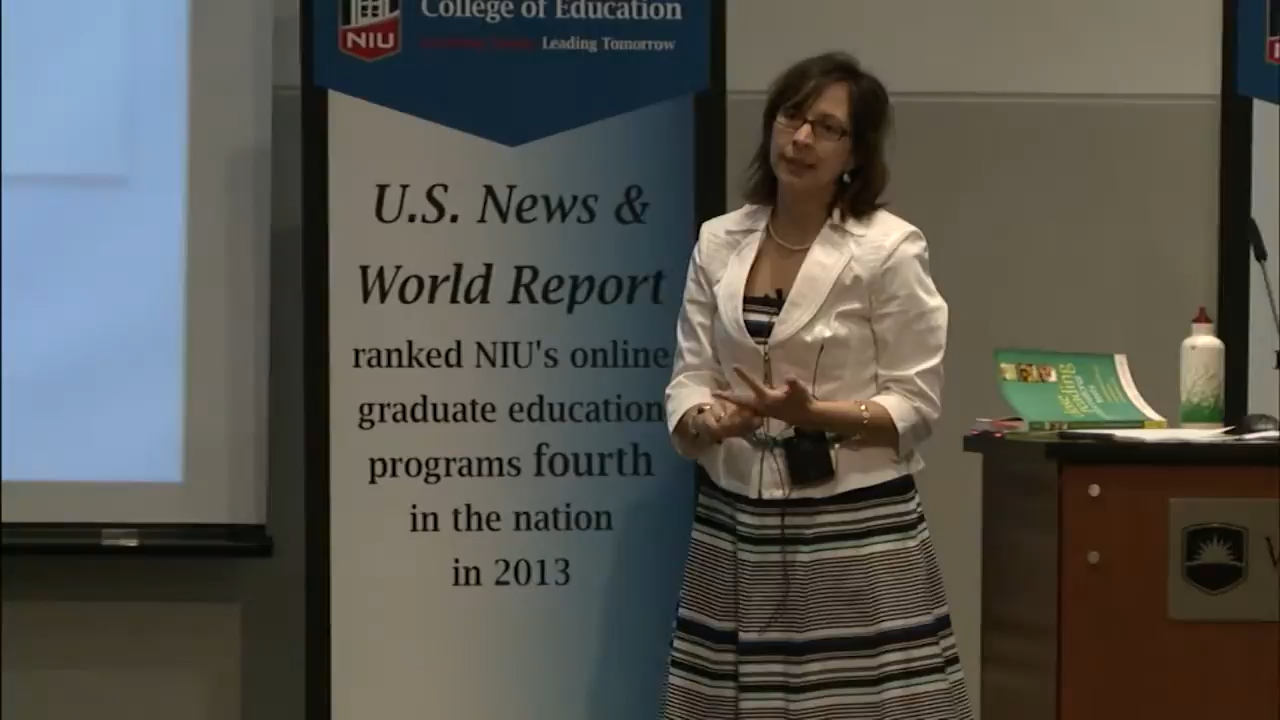 College of Education
NIU
Leading Tomorrow
U.S. News &
World Report
ranked NIU's online
graduate education
programs fourth
in the nation
in 2013